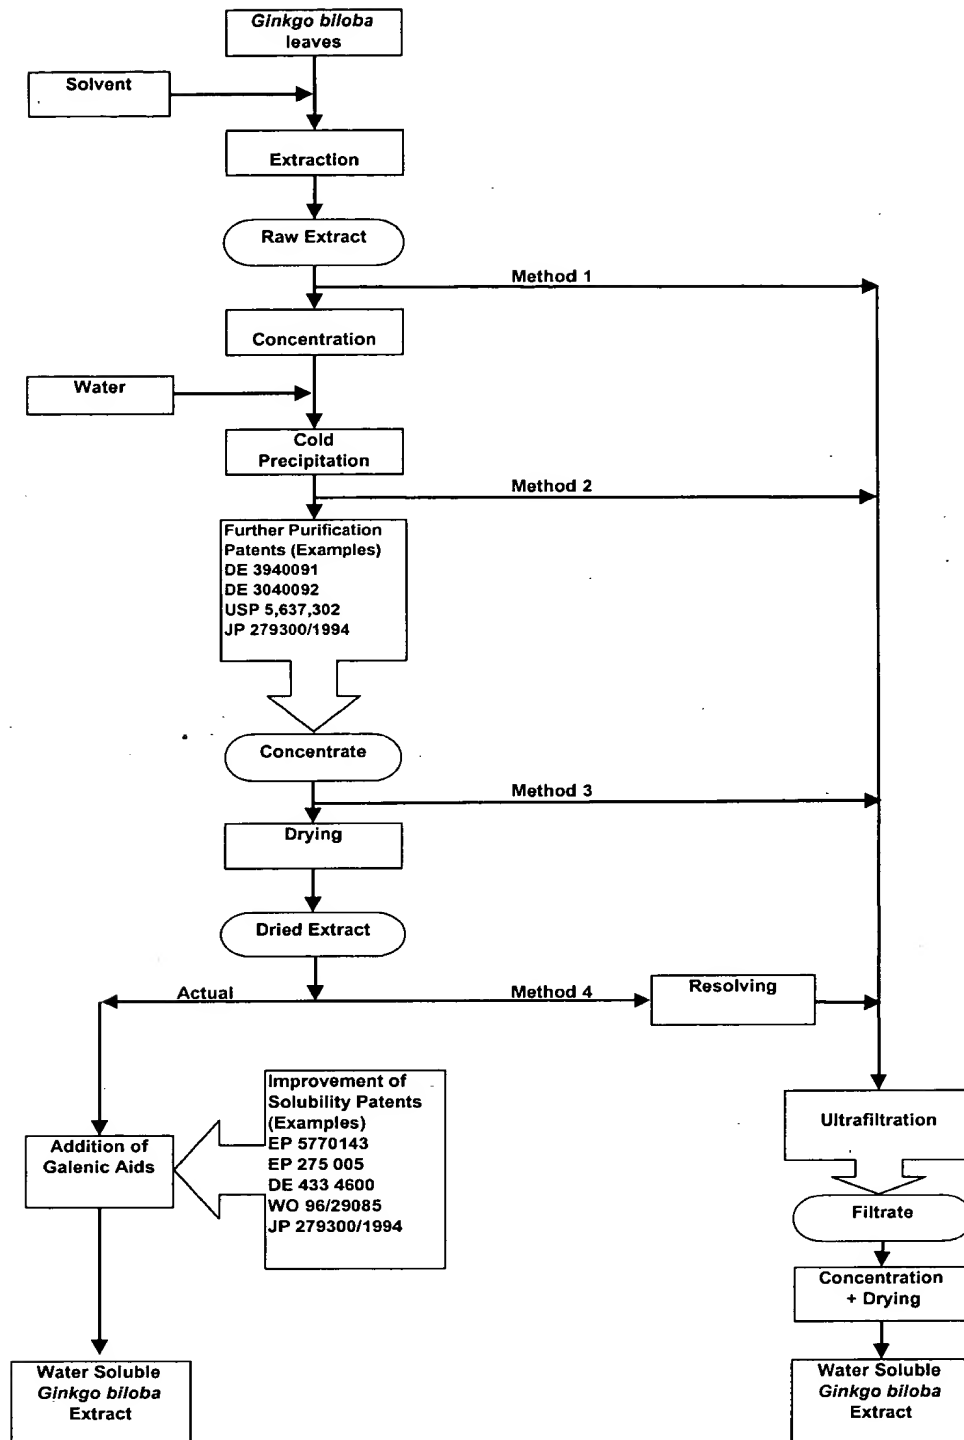 Ginkgo biloba
leaves
Solvent
Extraction
Raw Extract
Method 1
Concentration
Water
Cold
Precipitation
Method 2
Further Purification
Patents (Examples)
DE 3940091
DE 3040092
USP 5,637,302
JP 279300/1994
Concentrate
Method 3
Drying
Dried Extract
Actual
Method 4
Resolving
Improvement of
Solubility Patents
(Examples)
EP 5770143
EP 275 005
DE 433 4600
WO 96/29085
JP 279300/1994
Addition of
Galenic Aids
Ultrafiltration
Filtrate
Concentration
+ Drying
Water Soluble
Ginkgo biloba
Extract
Water Soluble
Ginkgo biloba
Extract